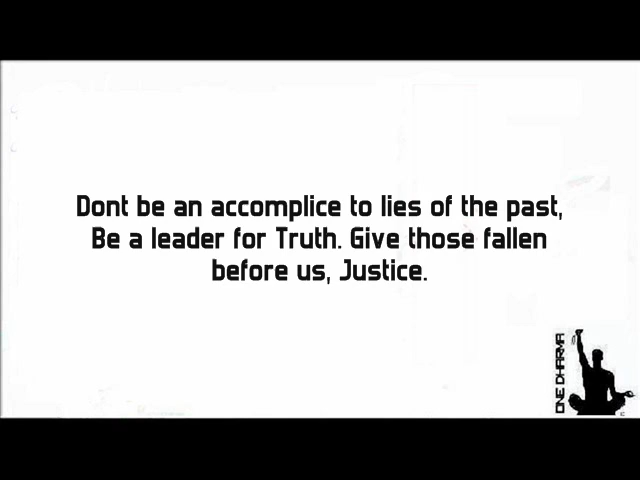 Dont be an accomplice to lies of the past,
Be a leader for Truth. Give those fallen
before us, Justice.
ONE DHARMA